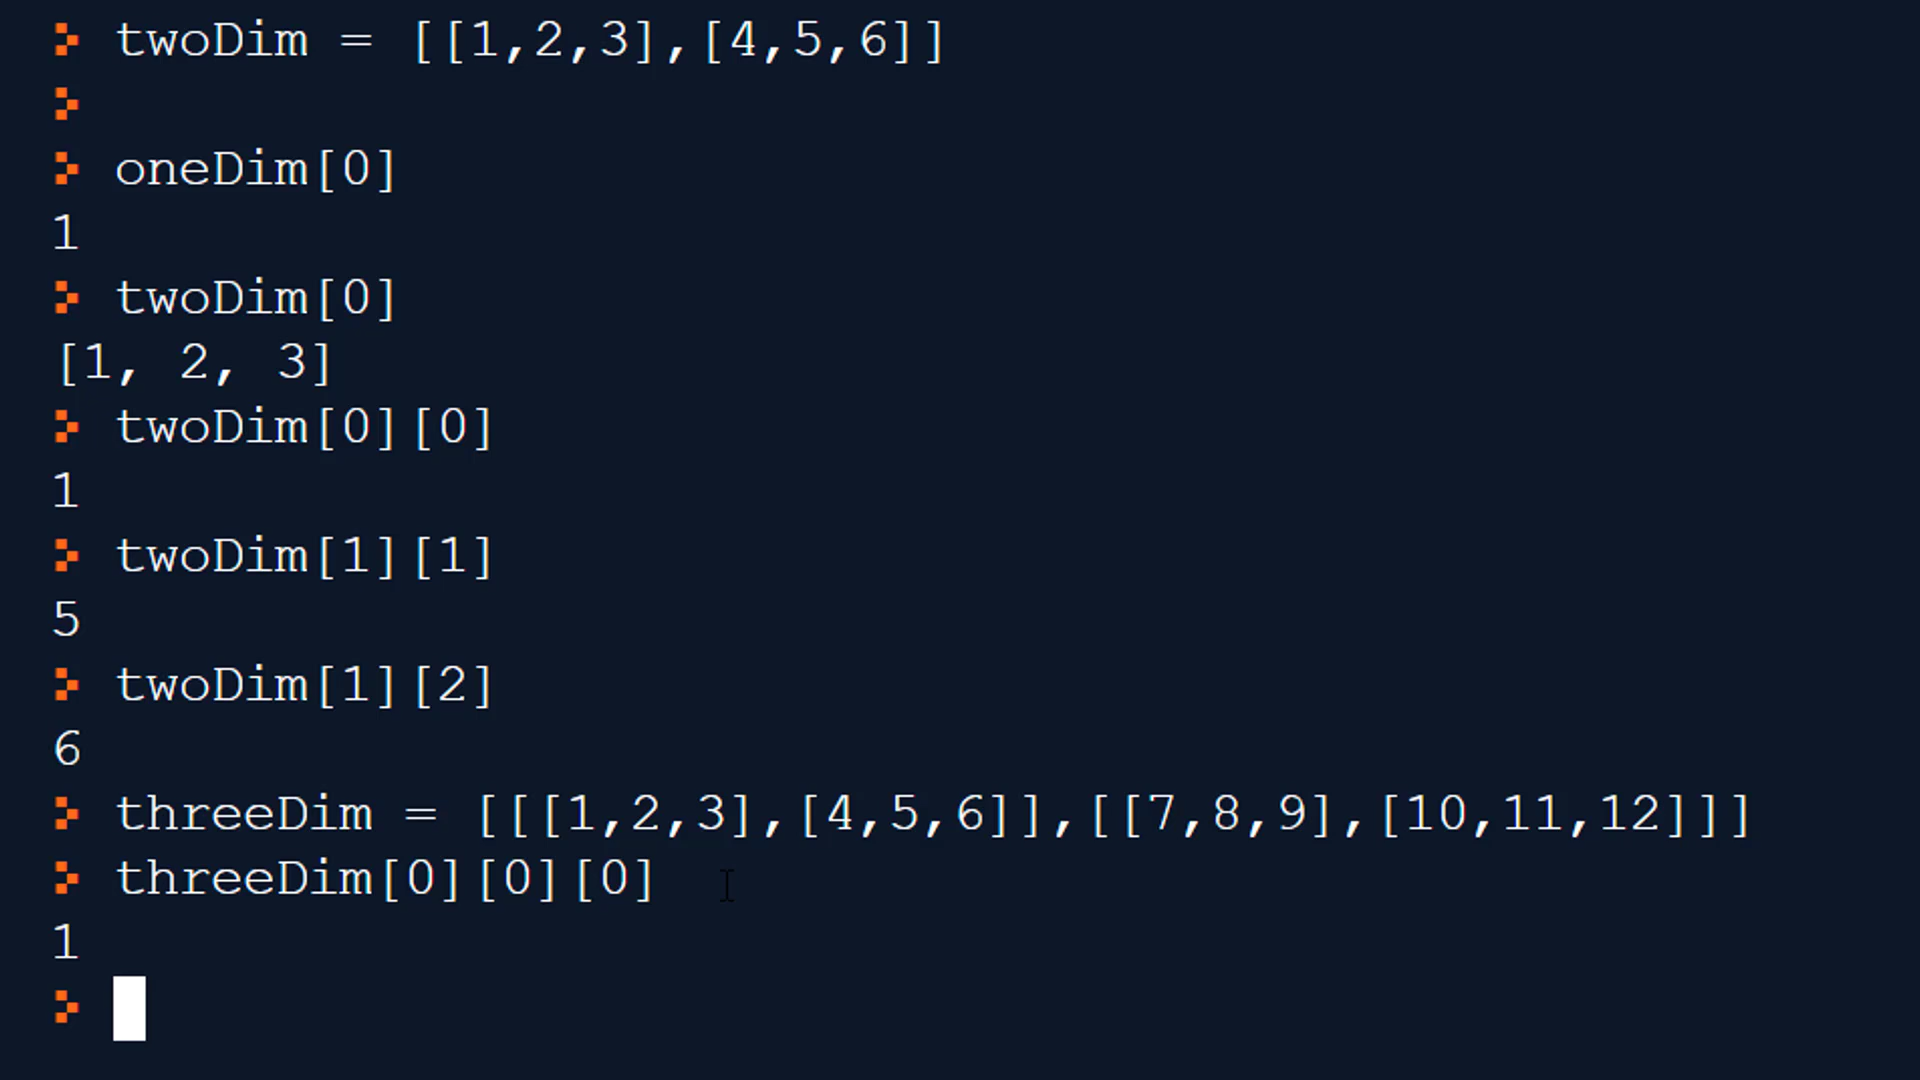 twoDim = [[1,2,3],[4,5,6]]
oneDim[0]
1
twoDim[0]
[1, 2, 3]
twoDim[0][0]
1
twoDim[1][1]
5
twoDim[1][2]
6
threeDim = [[[1,2,3],[4,5,6]],[[7,8,9],[10,11,12]]]
threeDim[0][0][0]
1